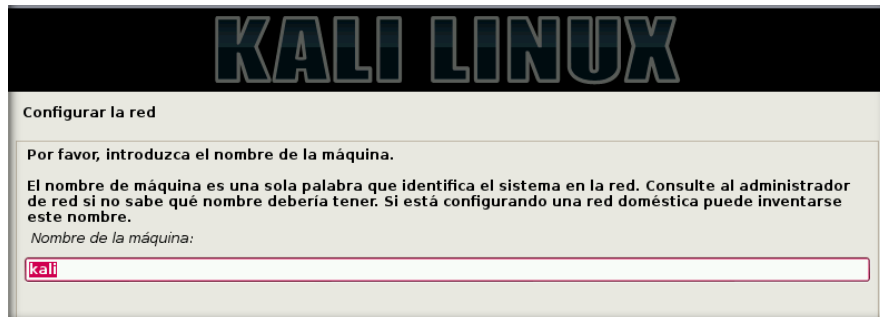 KALI LINUX
Configurar la red
Por favor, introduzca el nombre de la máquina.
El nombre de máquina es una sola palabra que identifica el sistema en la red. Consulte al administrador
de red si no sabe qué nombre debería tener. Si está configurando una red doméstica puede inventarse
este nombre.
Nombre de la máquina:
kali